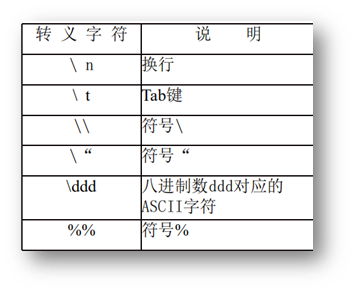 转 义 字 符 说 明
\ n 换行
\ t Tab键
\\ 符号\
\ “ 符号“
\ddd 八进制数ddd对应的
ASCII字符
%% 符号%